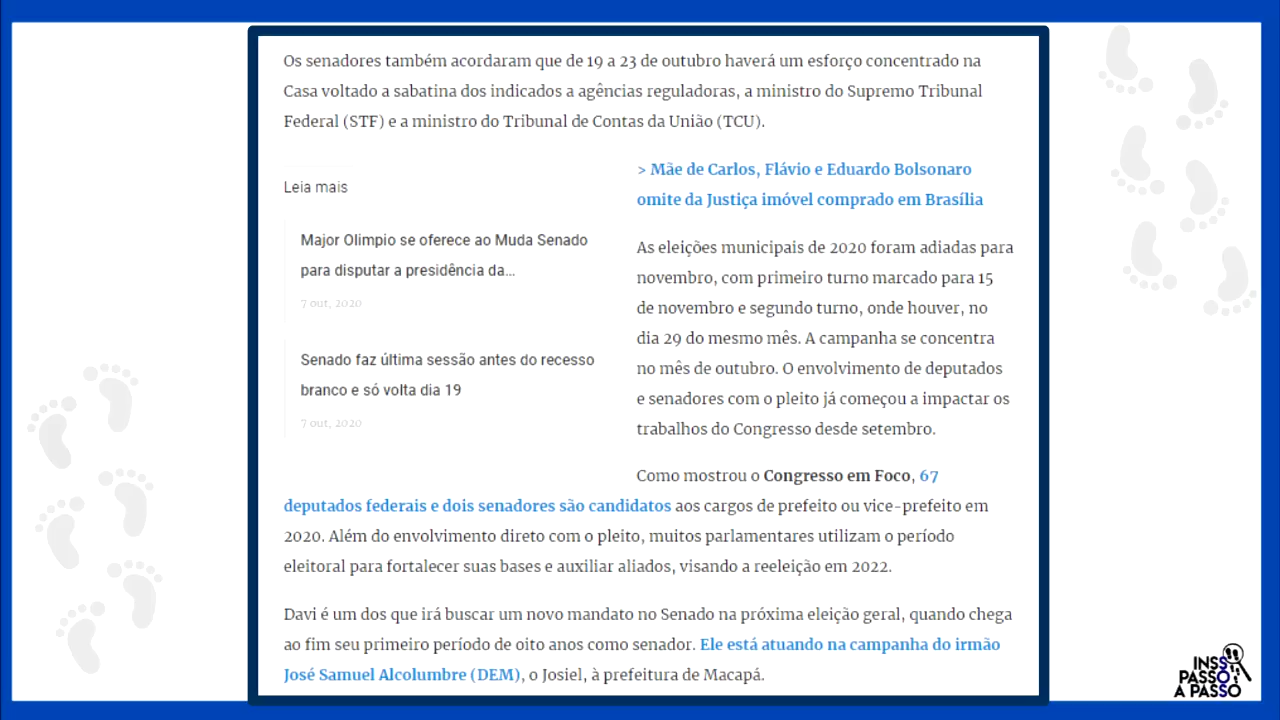 Os senadores também acordaram que de 19 a 23 de outubro haverá um esforço concentrado na
Casa voltado a sabatina dos indicados a agências reguladoras, a ministro do Supremo Tribunal
Federal (STF) e a ministro do Tribunal de Contas da União (TCU).
Leia mais
Major Olimpio se oferece ao Muda Senado
para disputar a presidência da...
7 out, 2020
Senado faz última sessão antes do recesso
branco e só volta dia 19
7 out, 2020
> Mãe de Carlos, Flávio e Eduardo Bolsonaro
omite da Justiça imóvel comprado em Brasília
As eleições municipais de 2020 foram adiadas para
novembro, com primeiro turno marcado para 15
de novembro e segundo turno, onde houver, no
dia 29 do mesmo mês. A campanha se concentra
no mês de outubro. O envolvimento de deputados
e senadores com o pleito já começou a impactar os
trabalhos do Congresso desde setembro.
Como mostrou o Congresso em Foco, 67
deputados federais e dois senadores são candidatos aos cargos de prefeito ou vice-prefeito em
2020. Além do envolvimento direto com o pleito, muitos parlamentares utilizam o período
eleitoral para fortalecer suas bases e auxiliar aliados, visando a reeleição em 2022.
Davi é um dos que irá buscar um novo mandato no Senado na próxima eleição geral, quando chega
ao fim seu primeiro período de oito anos como senador. Ele está atuando na campanha do irmão
José Samuel Alcolumbre (DEM), o Josiel, à prefeitura de Macapá.
INSS
PASSO
A PASSO